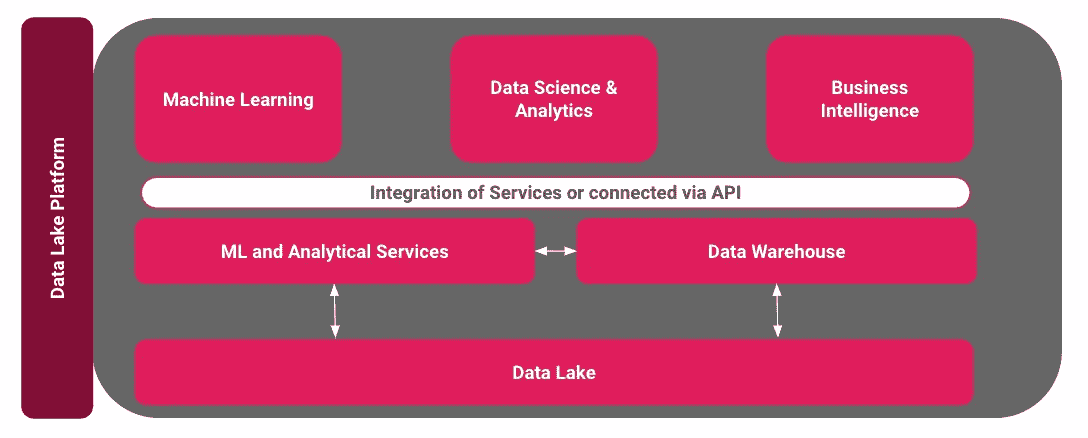 Data Lake Platform
Machine Learning
Data Science &
Analytics
Business
Intelligence
Integration of Services or connected via API
ML and Analytical Services
Data Warehouse
Data Lake